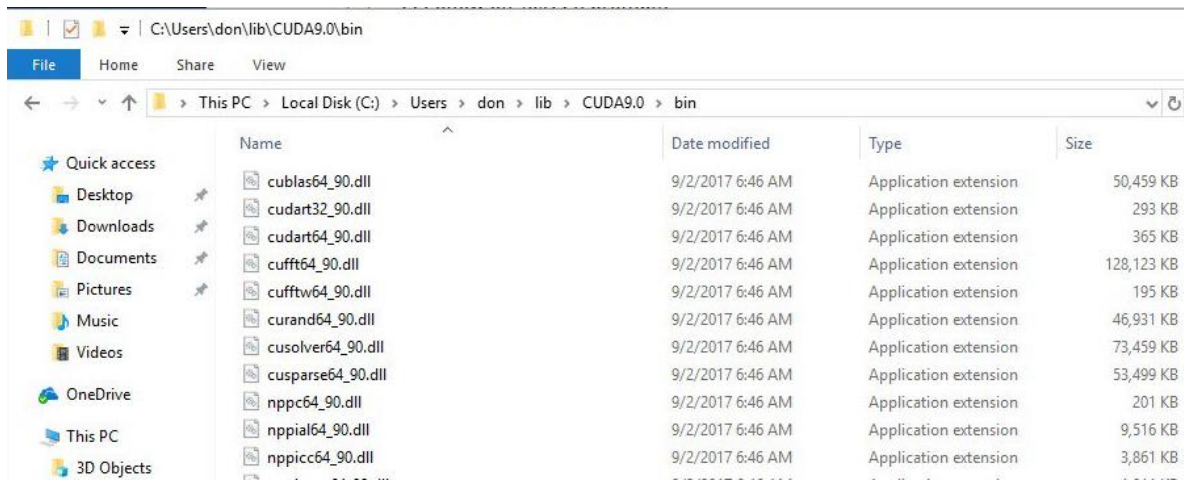 C:\Users\don\lib\CUDA9.0\bin
File Home Share View
This PC > Local Disk (C:) > Users > don > lib > CUDA9.0 > bin
Name Date modified Type Size
Quick access
Desktop
Downloads
Documents
Pictures
Music
Videos
OneDrive
This PC
3D Objects
cublas64_90.dll 9/2/2017 6:46 AM Application extension 50,459 KB
cudart32_90.dll 9/2/2017 6:46 AM Application extension 293 KB
cudart64_90.dll 9/2/2017 6:46 AM Application extension 365 KB
cufft64_90.dll 9/2/2017 6:46 AM Application extension 128,123 KB
cufftw64_90.dll 9/2/2017 6:46 AM Application extension 195 KB
curand64_90.dll 9/2/2017 6:46 AM Application extension 46,931 KB
cusolver64_90.dll 9/2/2017 6:46 AM Application extension 73,459 KB
cusparse64_90.dll 9/2/2017 6:46 AM Application extension 53,499 KB
nppc64_90.dll 9/2/2017 6:46 AM Application extension 201 KB
nppial64_90.dll 9/2/2017 6:46 AM Application extension 9,516 KB
nppicc64_90.dll 9/2/2017 6:46 AM Application extension 3,861 KB